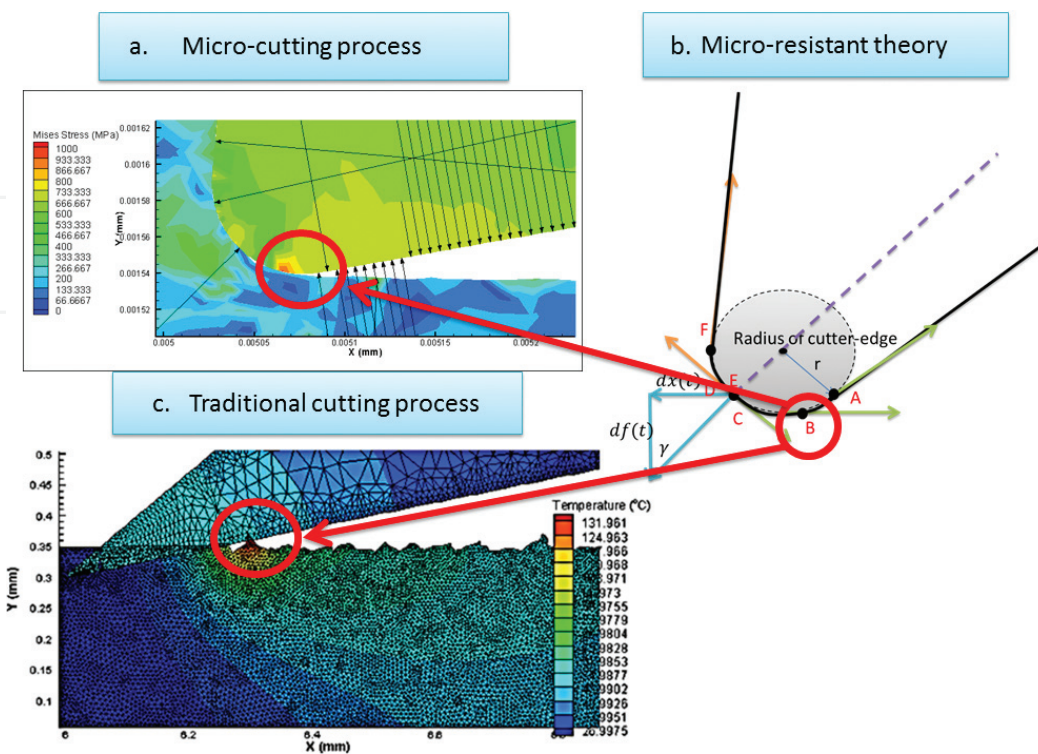 a. Micro-cutting process
b. Micro-resistant theory
Mises Stress (MPa)
1000
933.333
866.667
800
733.333
666.667
600
533.333
466.667
400
333.333
266.667
200
133.333
66.6667
0
Y (mm)
0.00162
0.0016
0.00158
0.00156
0.00154
0.00152
0.005 0.00505 0.0051 0.00515 0.0052
X (mm)
F
Radius of cutter-edge
r
dx(t)
E
D
A
C
B
df(t)
γ
c. Traditional cutting process
Y (mm)
0.5
0.45
0.4
0.35
0.3
0.25
0.2
0.15
0.1
6 6.2 6.4 6.6
X (mm)
Temperature (°C)
131.961
124.963
26.9975